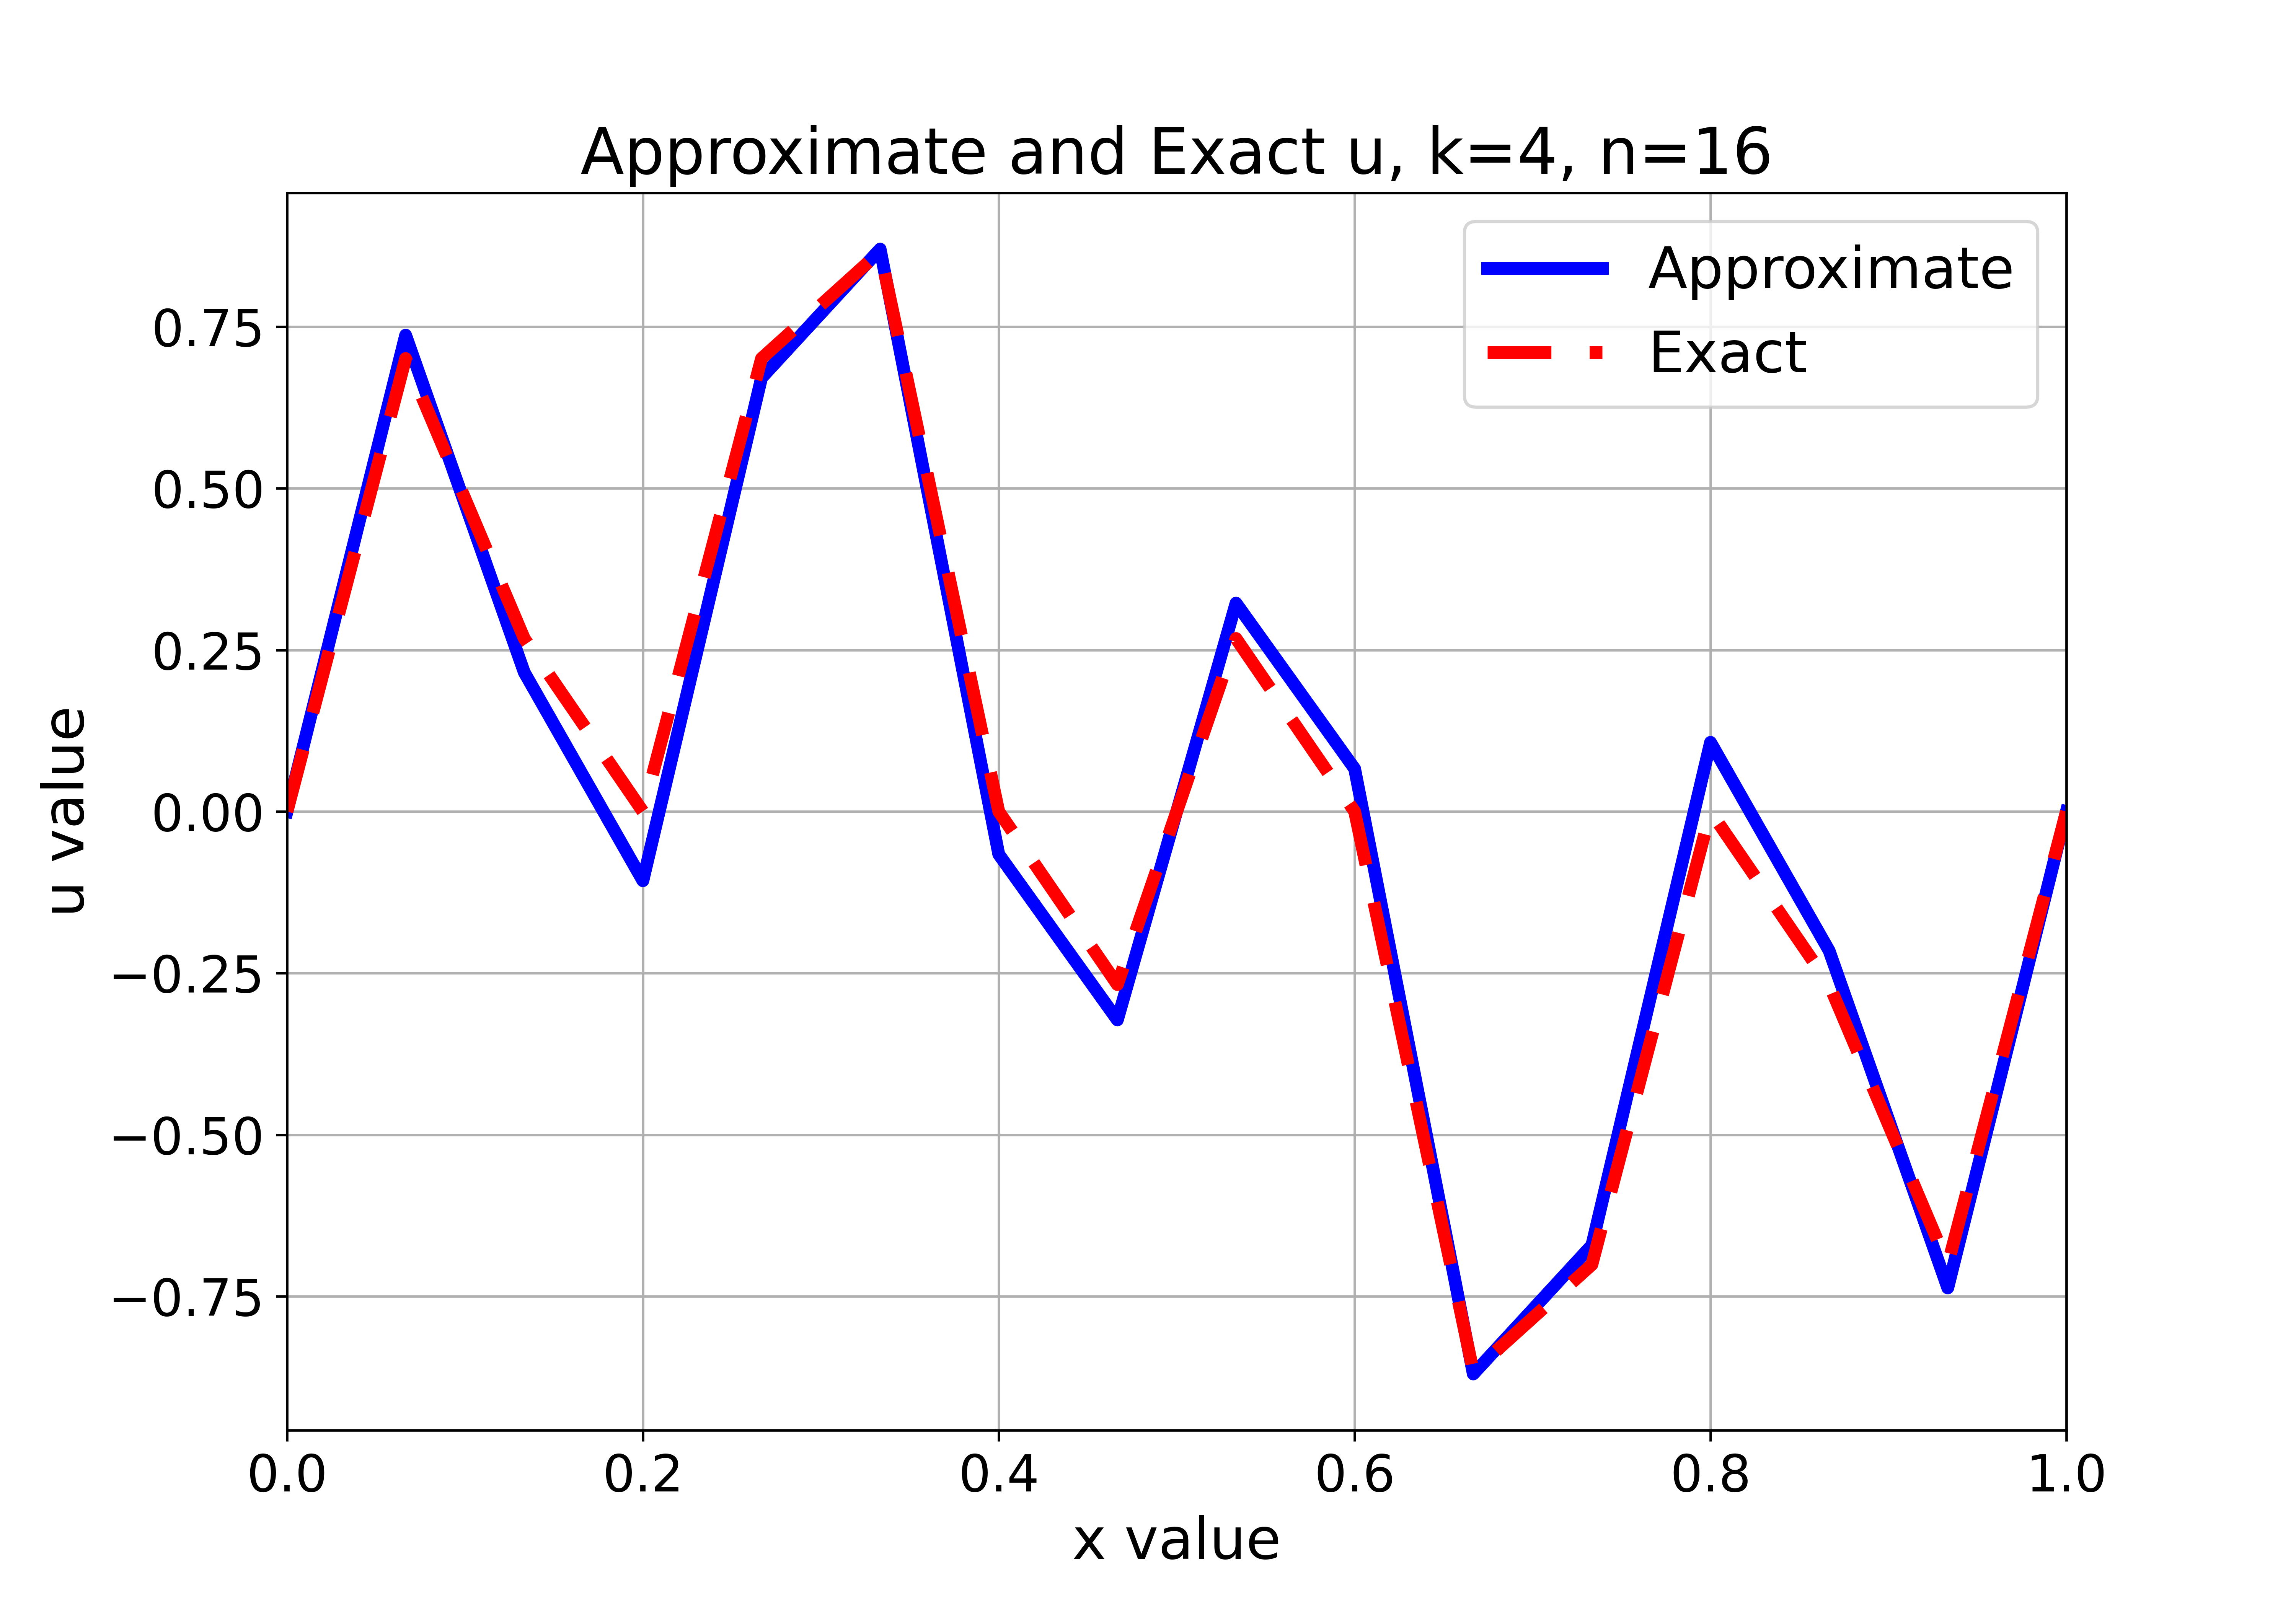 Approximate and Exact u, k=4, n=16
Approximate
Exact
0.75
0.50
0.25
0.00
−0.25
−0.50
−0.75
u value
0.0 0.2 0.4 0.6 0.8 1.0
x value